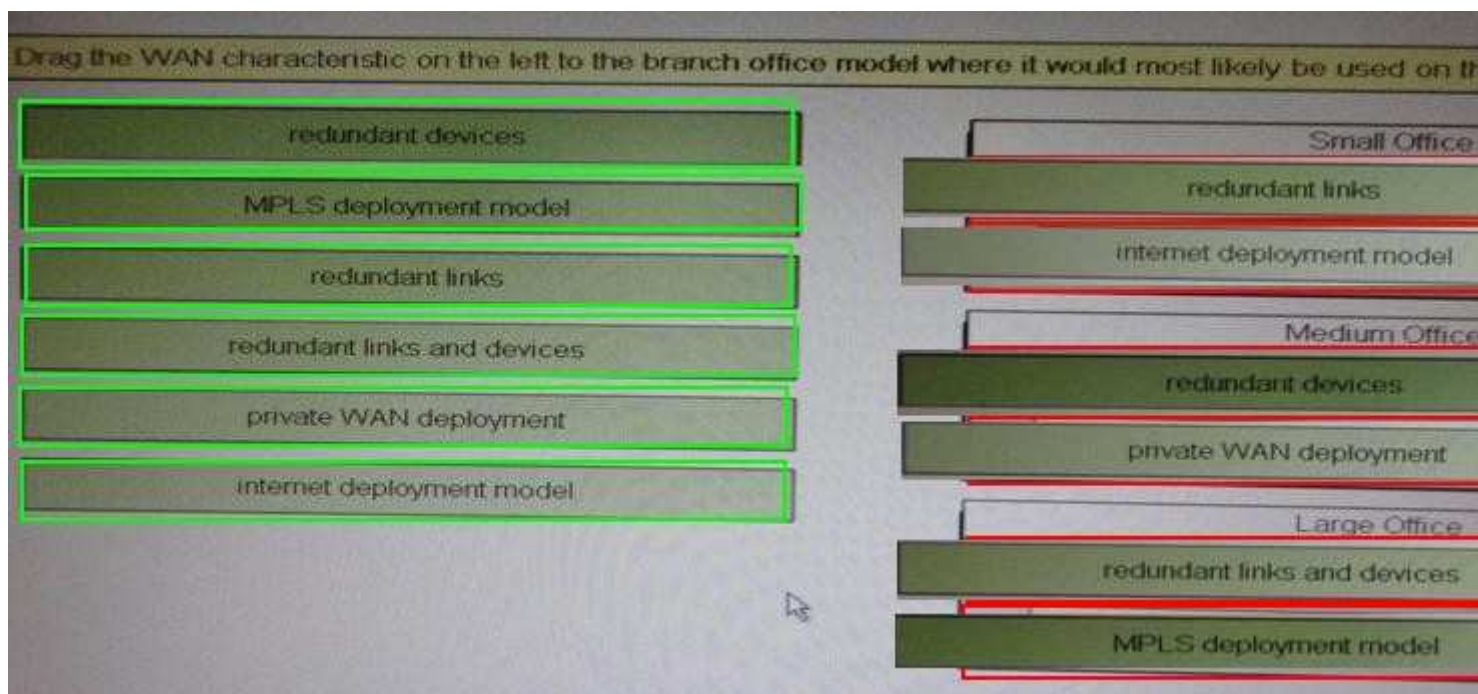 Drag the WAN characteristic on the left to the branch office model where it would most likely be used on th
redundant devices
MPLS deployment model
redundant links
redundant links and devices
private WAN deployment
internet deployment model
Small Office
redundant links
internet deployment model
Medium Office
redundant devices
private WAN deployment
Large Office
redundant links and devices
MPLS deployment model